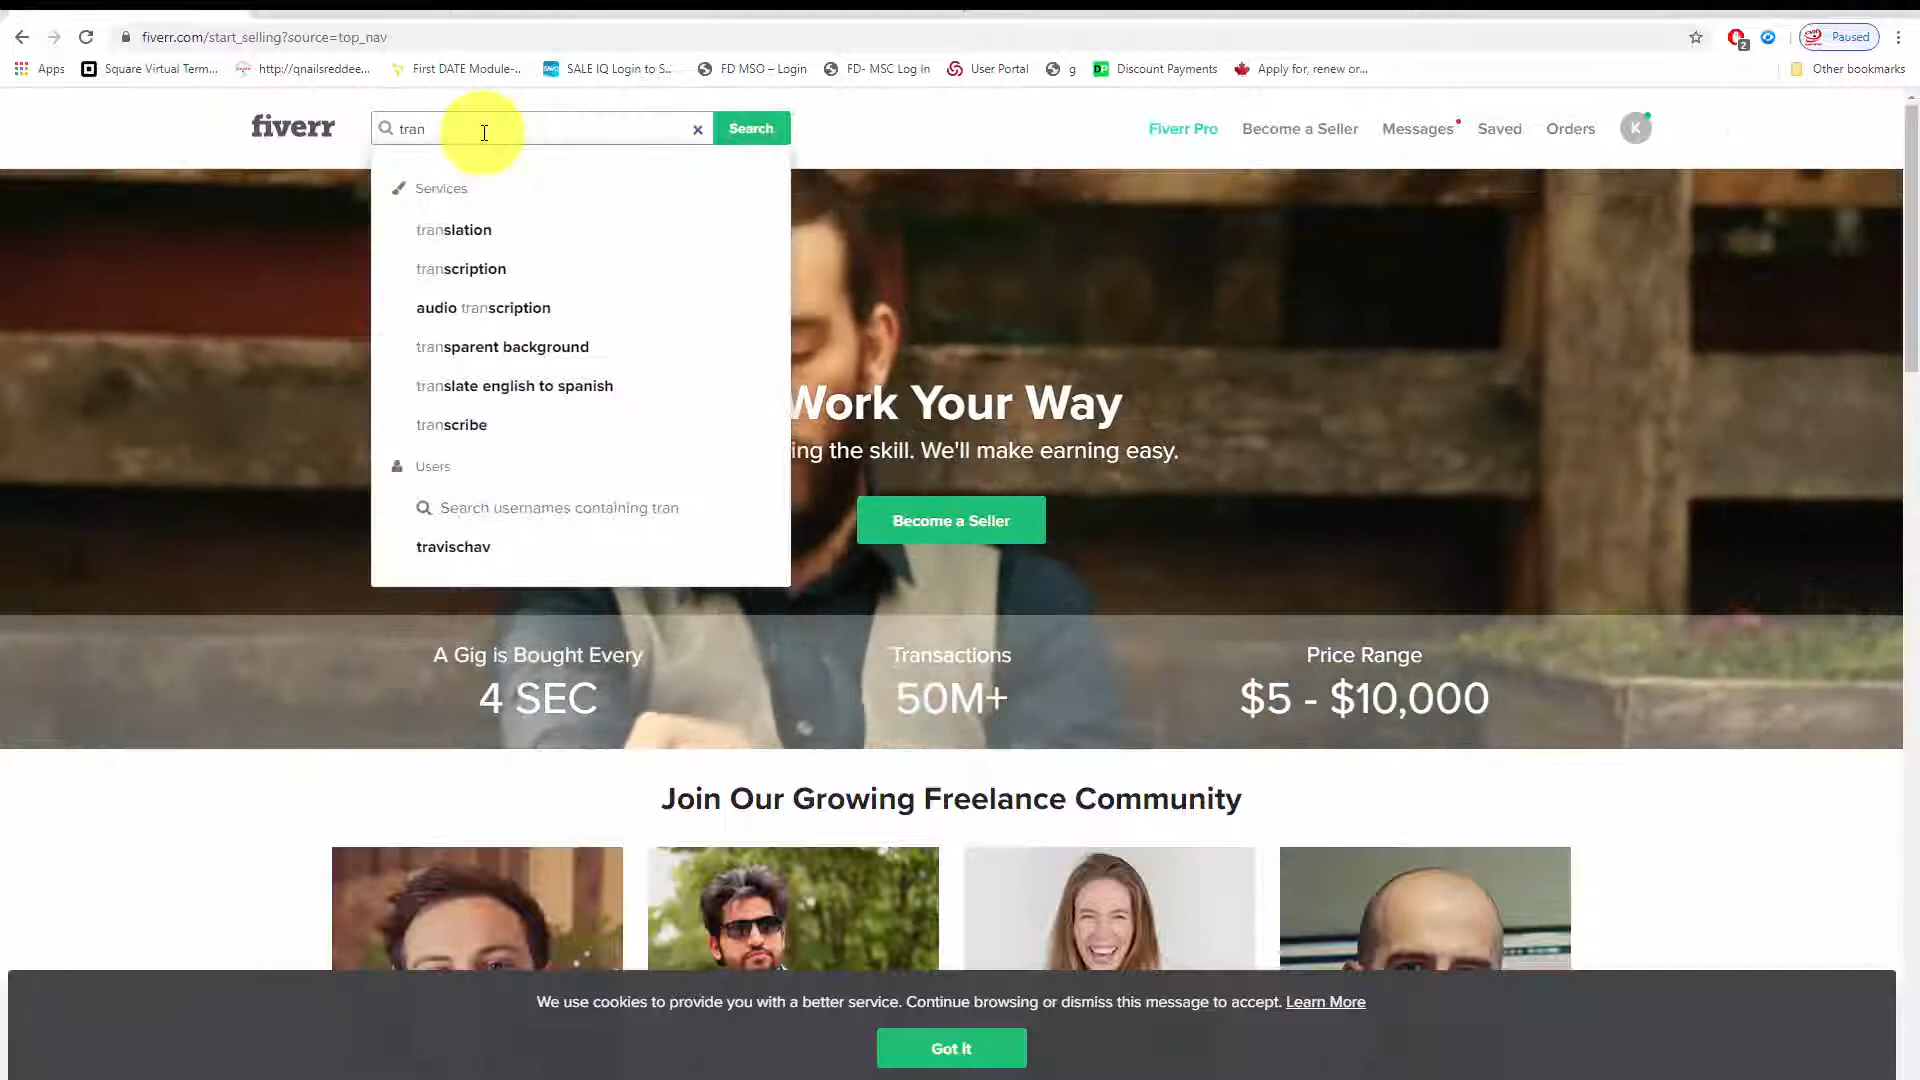 fiverr.com/start_selling?source=top_nav
Paused
2
Apps
Square Virtual Term...
http://qnailsreddee...
First DATE Module-..
SALE IQ Login to S...
FD MSO – Login
FD- MSC Log In
User Portal
g
Discount Payments
Apply for, renew or...
Other bookmarks
fiverr
tran
Search
Fiverr Pro
Become a Seller
Messages
Saved
Orders
K
Services
translation
transcription
audio transcription
transparent background
translate english to spanish
transcribe
Users
Search usernames containing tran
travischav
Work Your Way
ing the skill. We'll make earning easy.
Become a Seller
A Gig is Bought Every
4 SEC
Transactions
50M+
Price Range
$5 - $10,000
Join Our Growing Freelance Community
We use cookies to provide you with a better service. Continue browsing or dismiss this message to accept. Learn More
Got It